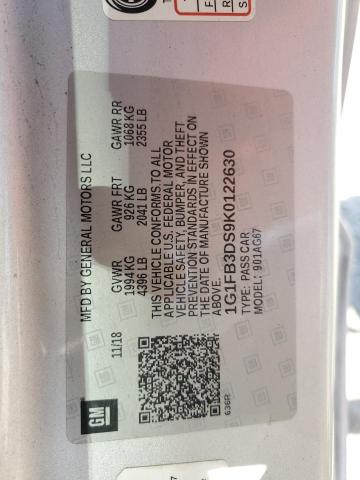 MFD BY GENERAL MOTORS LLC
11/18
GVWR GAWR FRT GAWR RR
1994 KG 926 KG 1068 KG
4396 LB 2041 LB 2355 LB
THIS VEHICLE CONFORMS TO ALL
APPLICABLE U.S. FEDERAL MOTOR
VEHICLE SAFETY, BUMPER, AND THEFT
PREVENTION STANDARDS IN EFFECT ON
THE DATE OF MANUFACTURE SHOWN
ABOVE.
1G1FB3DS9K0122630
TYPE: PASS CAR
MODEL: 901AG67
GM
636R